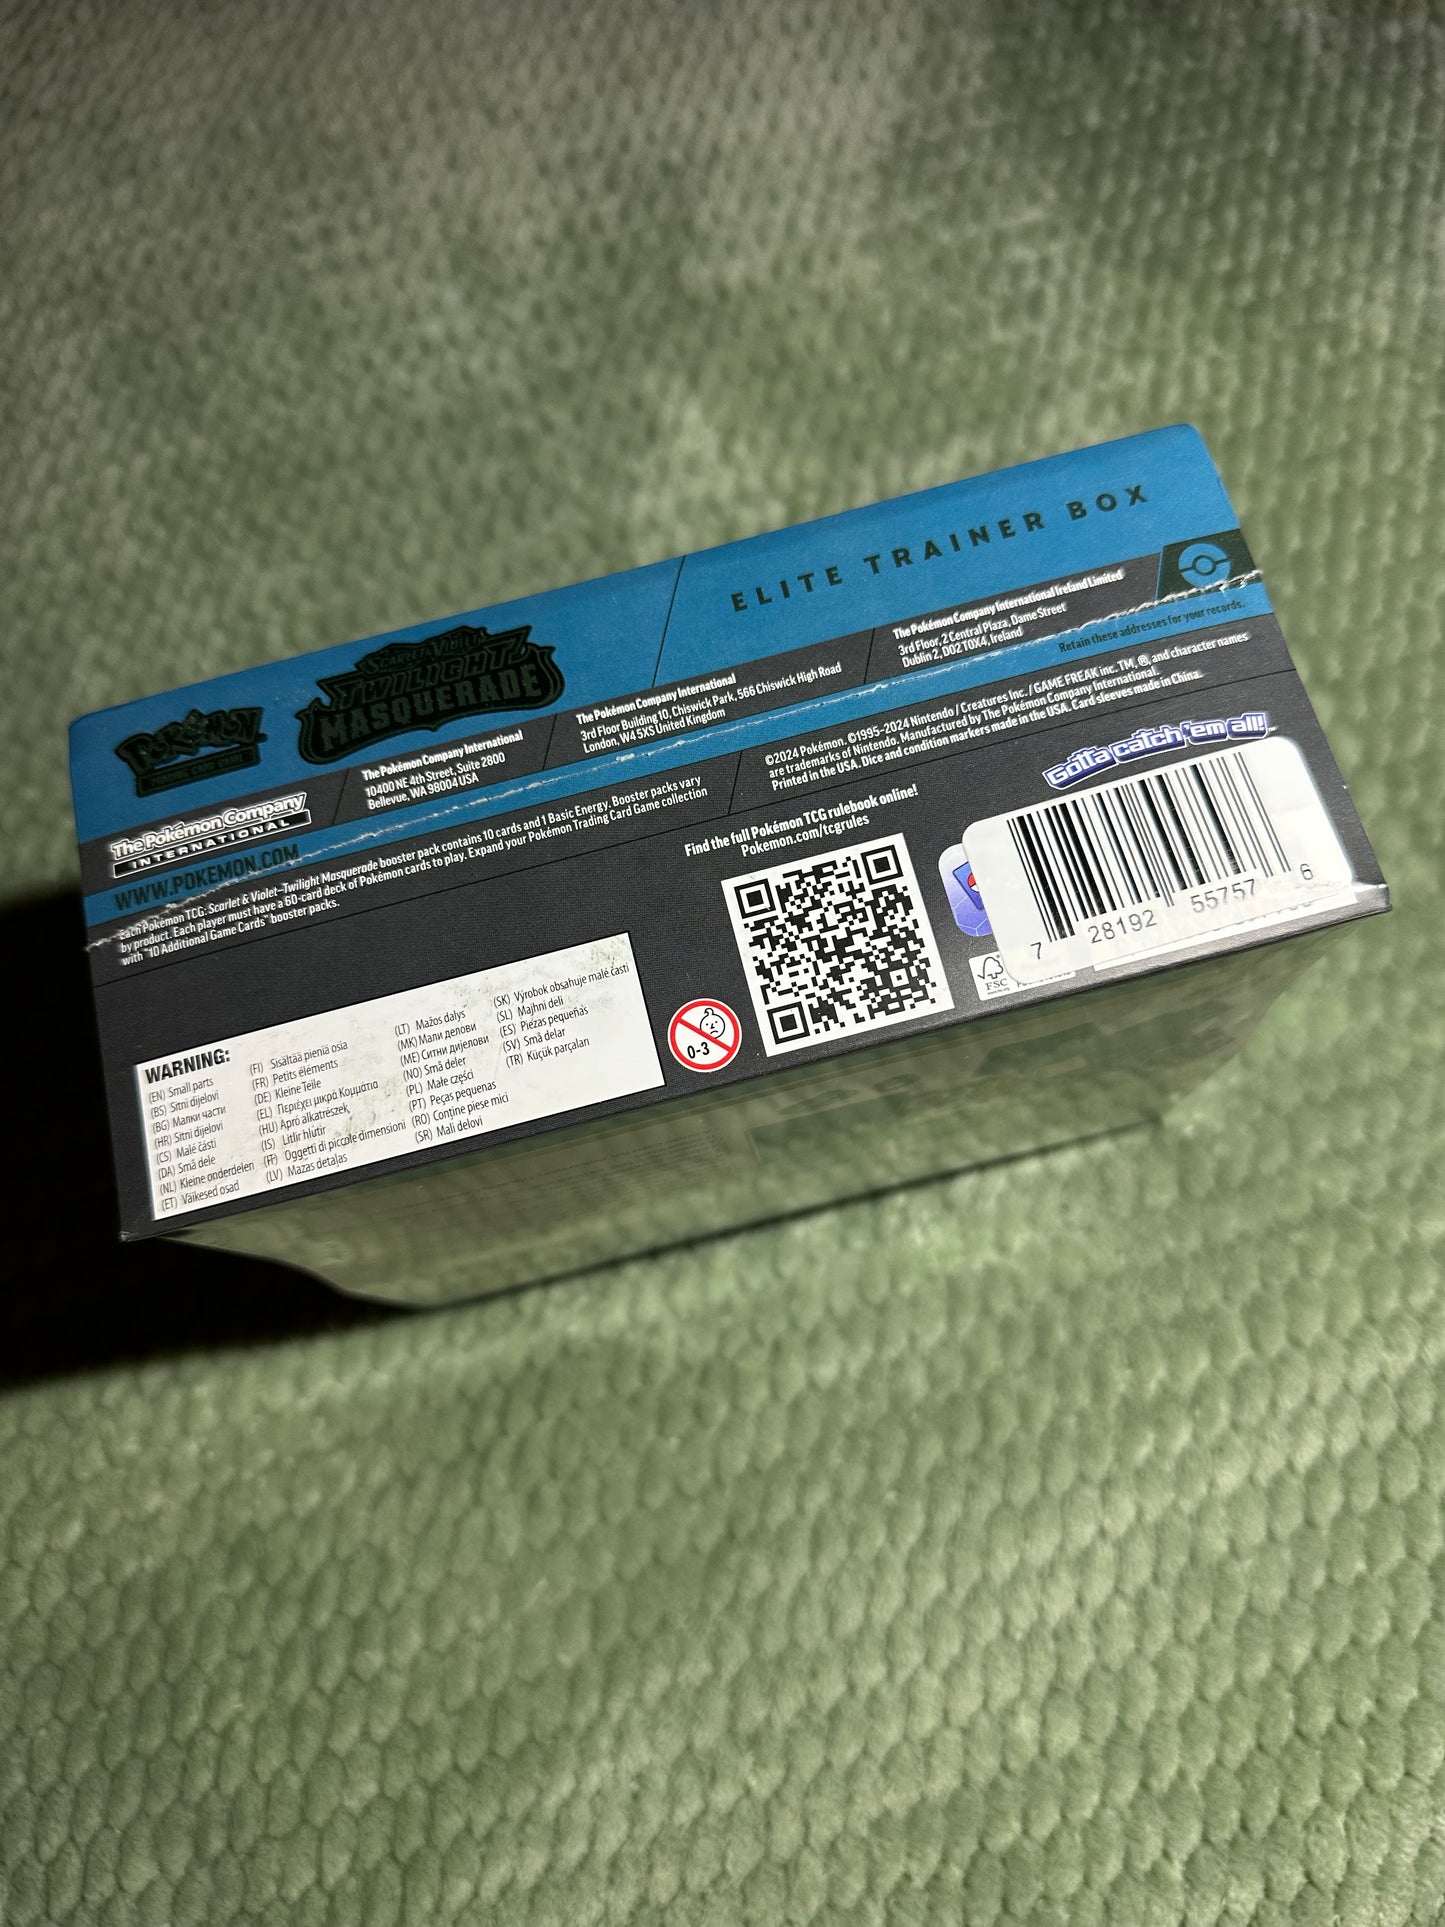 ELITE TRAINER BOX
Pokémon
TRADING CARD GAME
SCARLET & VIOLET
TWILIGHT
MASQUERADE
The Pokémon Company
INTERNATIONAL
The Pokémon Company International
10400 NE 4th Street, Suite 2800
Bellevue, WA 98004 USA
The Pokémon Company International
3rd Floor Building 10, Chiswick Park, 566 Chiswick High Road
London, W4 5XS United Kingdom
The Pokémon Company International Ireland Limited
3rd Floor, 2 Central Plaza, Dame Street
Dublin 2, D02 T0X4, Ireland
Retain these addresses for your records.
WWW.POKEMON.COM
Each Pokémon TCG: Scarlet & Violet–Twilight Masquerade booster pack contains 10 cards and 1 Basic Energy. Booster packs vary
by product. Each player must have a 60-card deck of Pokémon cards to play. Expand your Pokémon Trading Card Game collection
with "10 Additional Game Cards" booster packs.
©2024 Pokémon. ©1995–2024 Nintendo / Creatures Inc. / GAME FREAK inc. TM, ®, and character names
are trademarks of Nintendo. Manufactured by The Pokémon Company International.
Printed in the USA. Dice and condition markers made in the USA. Card sleeves made in China.
Find the full Pokémon TCG rulebook online!
Pokemon.com/tcgrules
Gotta catch 'em all!
7 28192 55757 6
FSC
0-3
WARNING:
(EN) Small parts
(BS) Sitni dijelovi
(BG) Малки части
(HR) Sitni dijelovi
(CS) Malé části
(DA) Små dele
(NL) Kleine onderdelen
(ET) Väikesed osad
(FI) Sisältää pieniä osia
(FR) Petits éléments
(DE) Kleine Teile
(EL) Περιέχει μικρά Κομμάτια
(HU) Apró alkatrészek
(IS) Litlir hlutir
(IT) Oggetti di piccole dimensioni
(LV) Mazas detaļas
(LT) Mažos dalys
(MK) Мали делови
(ME) Ситни дијелови
(NO) Små deler
(PL) Małe części
(PT) Peças pequenas
(RO) Conține piese mici
(SR) Mali delovi
(SK) Výrobok obsahuje malé časti
(SL) Majhni deli
(ES) Piezas pequeñas
(SV) Små delar
(TR) Küçük parçaları